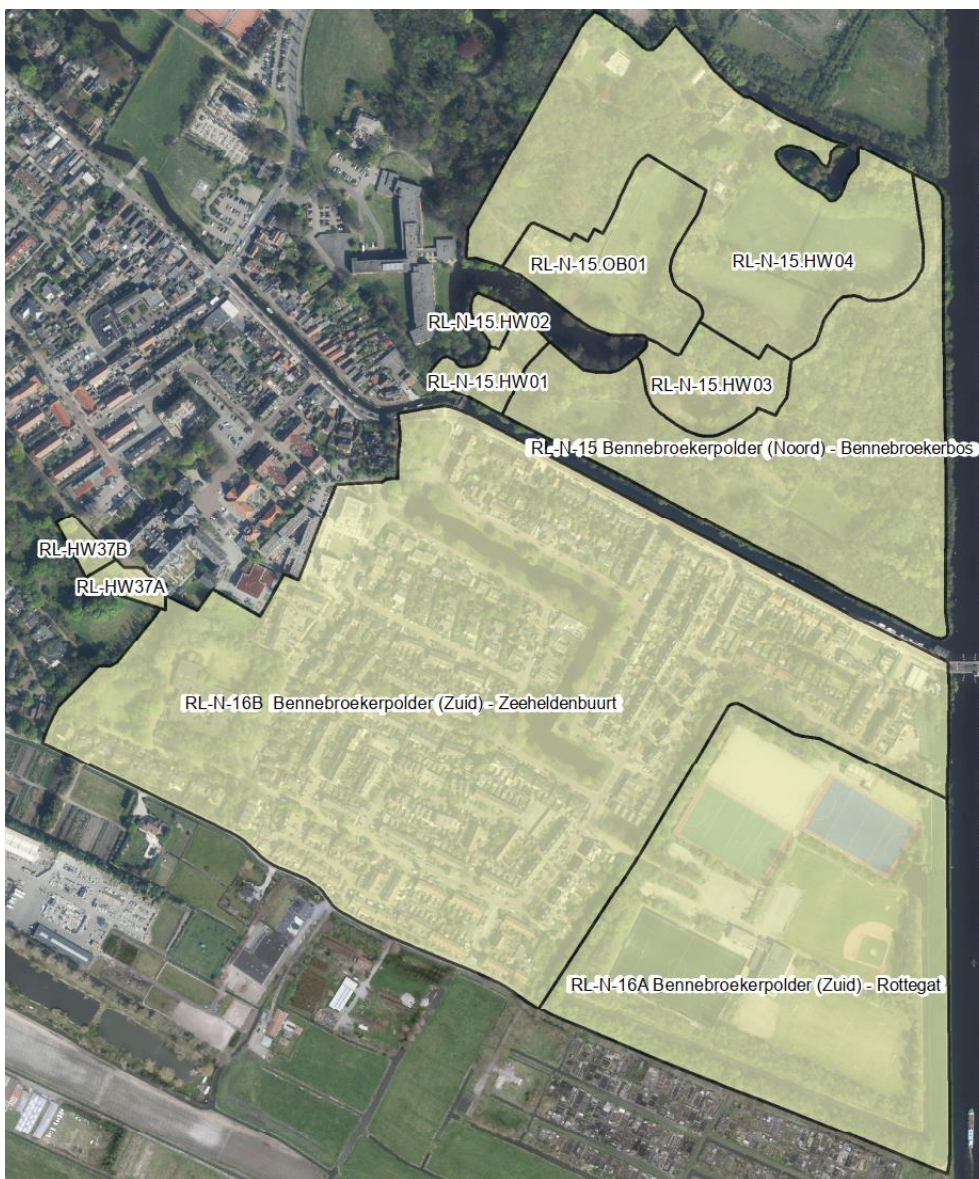 RL-N-15.OB01
RL-N-15.HW04
RL-N-15.HW02
RL-N-15.HW01
RL-N-15.HW03
RL-N-15 Bennebroekerpolder (Noord) - Bennebroekerbos
RL-HW37B
RL-HW37A
RL-N-16B Bennebroekerpolder (Zuid) - Zeeheldenbuurt
RL-N-16A Bennebroekerpolder (Zuid) - Rottegat